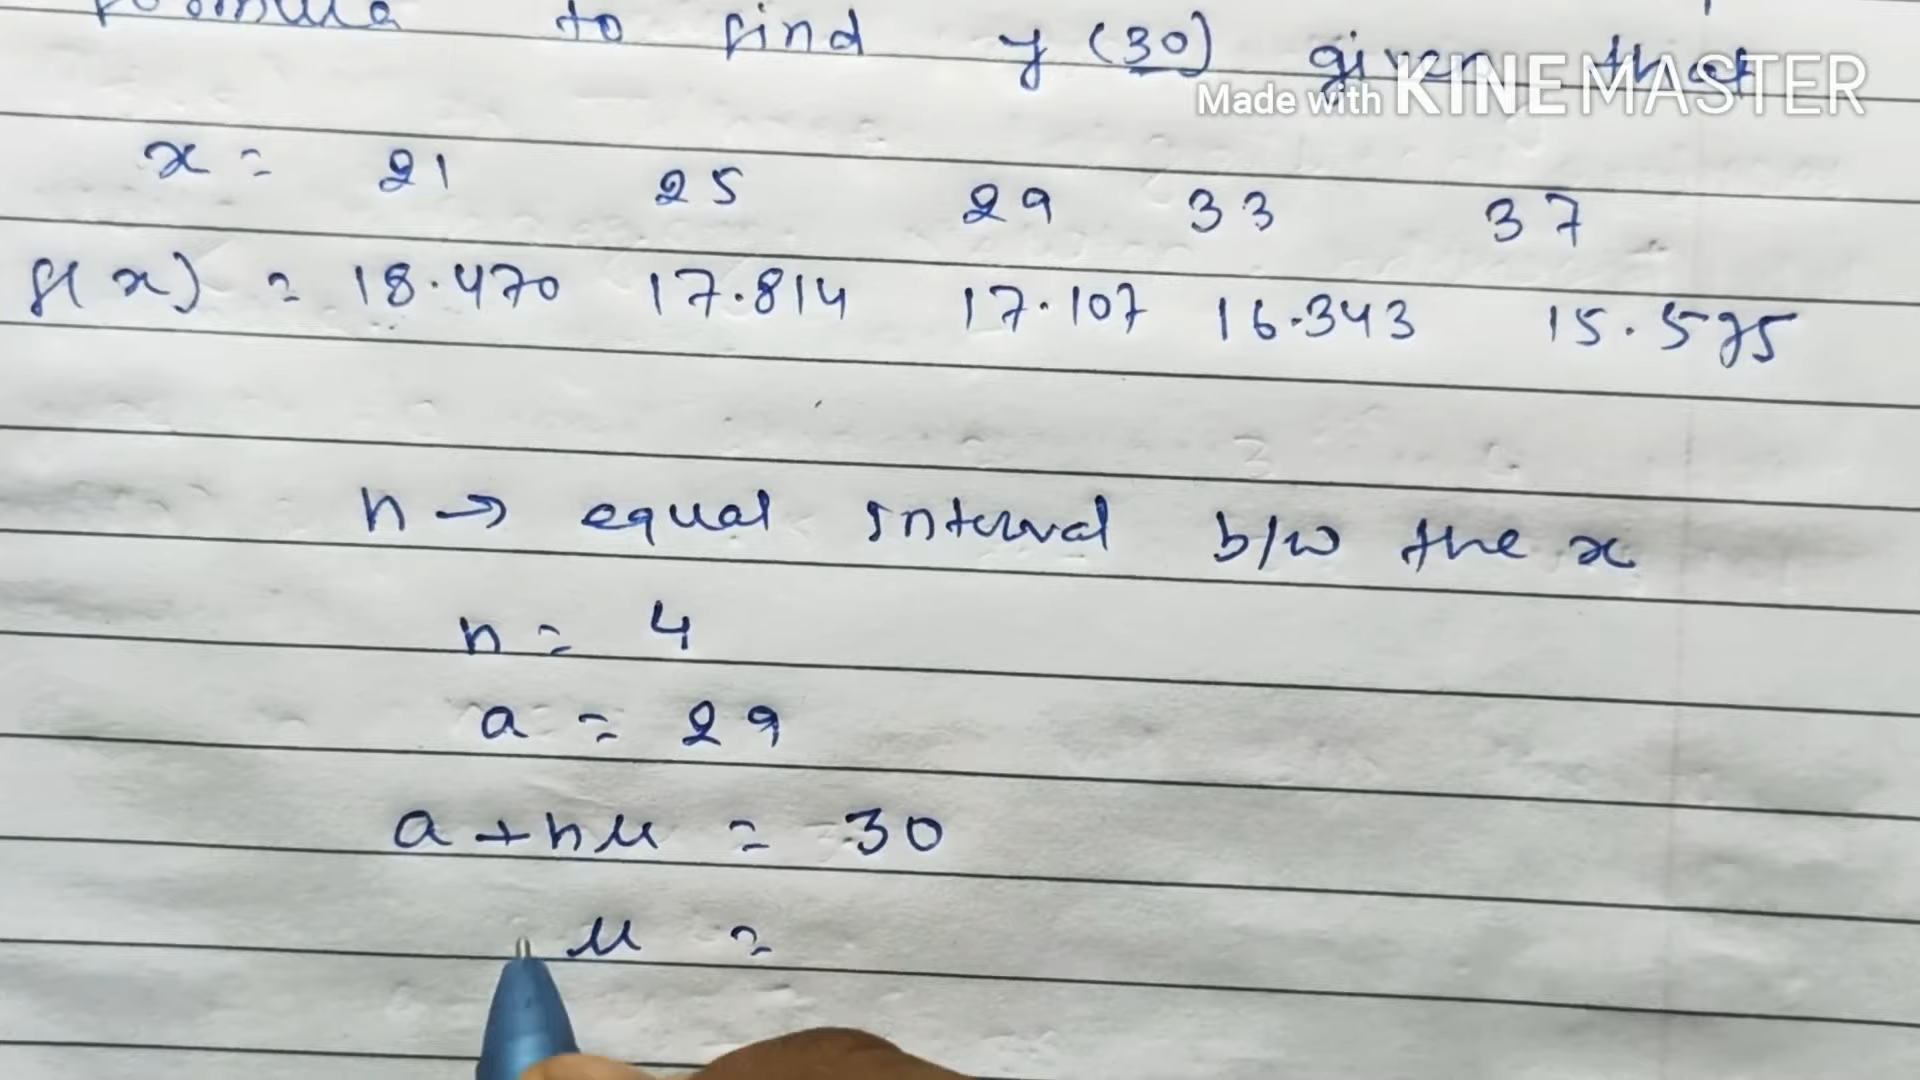 formula to find y (30) given that
Made with KINEMASTER
x = 21 25 29 33 37
f(x) = 18.470 17.814 17.107 16.343 15.575
h → equal interval b/w the x
h = 4
a = 29
a + hu = 30
u =